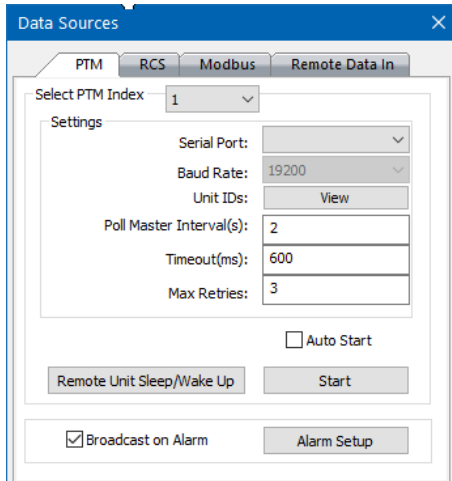 Data Sources
PTM RCS Modbus Remote Data In
Select PTM Index 1
Settings
Serial Port:
Baud Rate: 19200
Unit IDs: View
Poll Master Interval(s): 2
Timeout(ms): 600
Max Retries: 3
Auto Start
Remote Unit Sleep/Wake Up Start
Broadcast on Alarm Alarm Setup